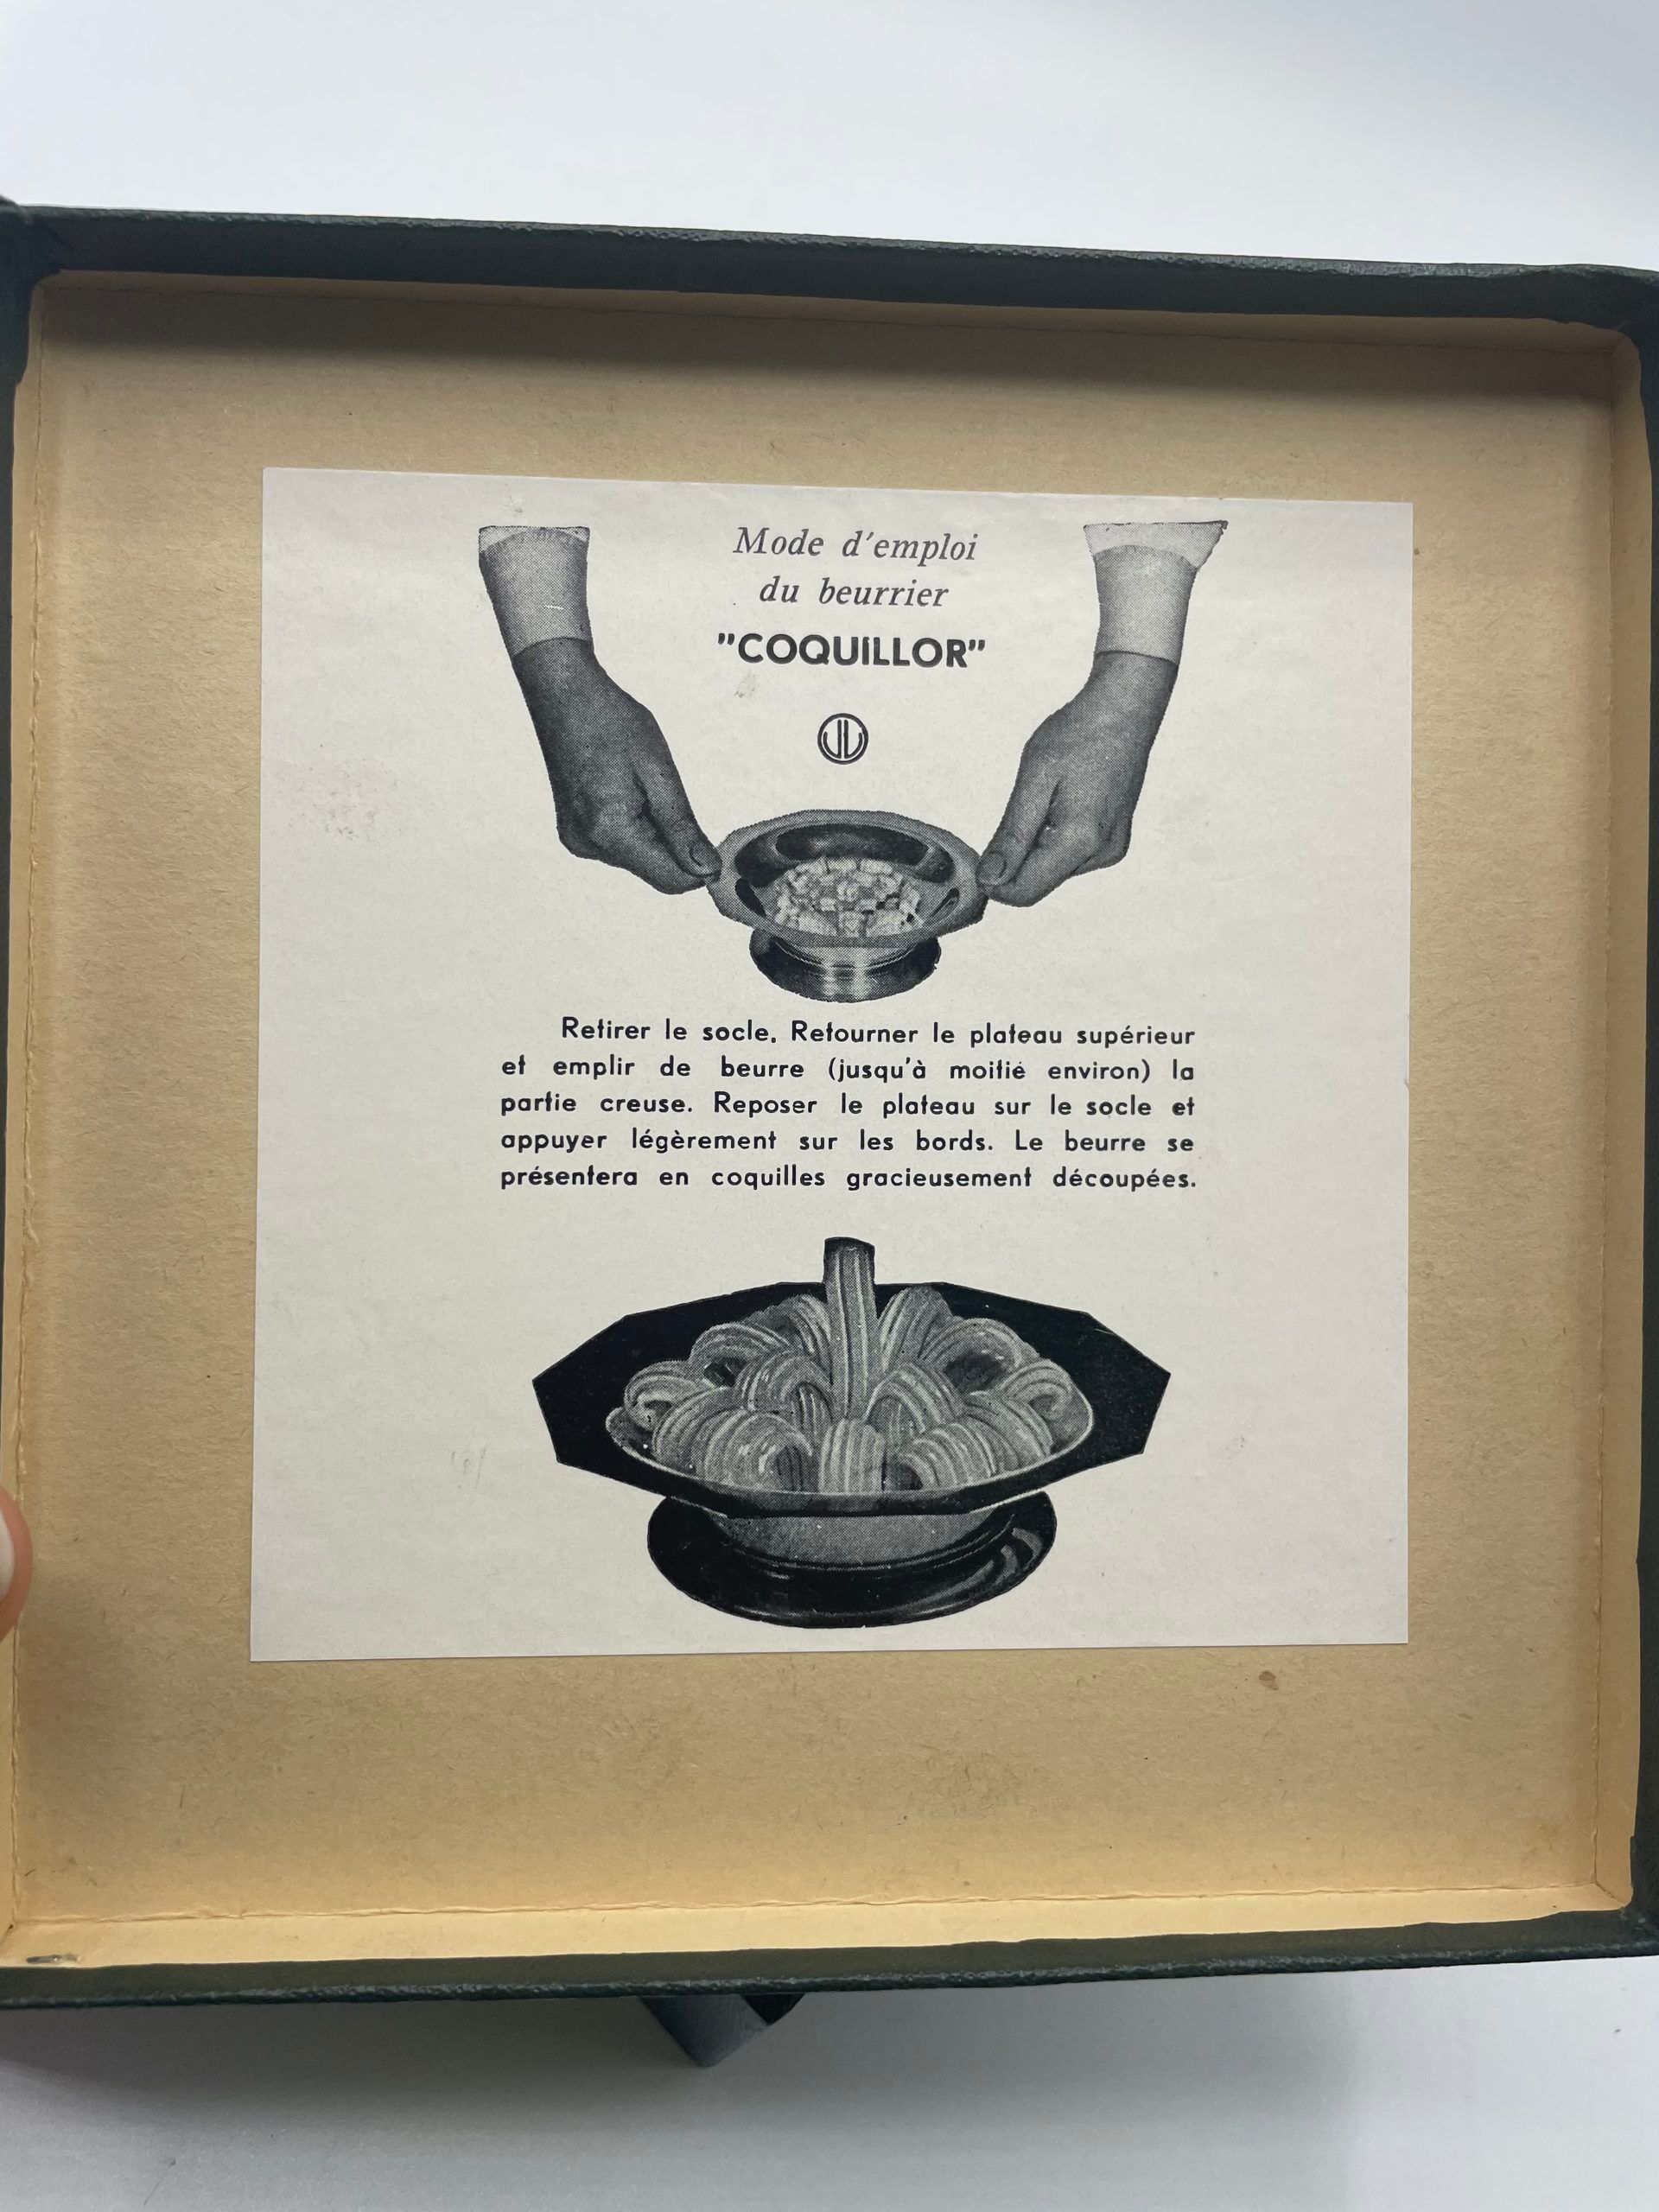 Mode d'emploi
du beurrier
"COQUILLOR"
Retirer le socle. Retourner le plateau supérieur
et emplir de beurre (jusqu'à moitié environ) la
partie creuse. Reposer le plateau sur le socle et
appuyer légèrement sur les bords. Le beurre se
présentera en coquilles gracieusement découpées.